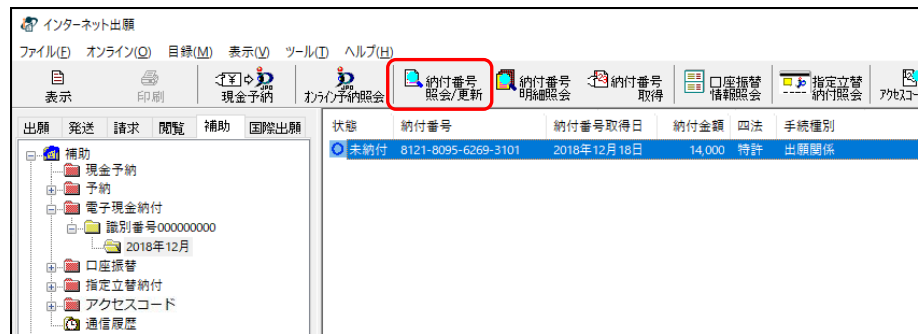 インターネット出願
ファイル(F) オンライン(O) 目録(M) 表示(V) ツール(T) ヘルプ(H)
表示 印刷 現金予納 オンライン予納照会 納付番号照会/更新 納付番号明細照会 納付番号取得 口座振替情報照会 指定立替納付照会 アクセスコー
出願 発送 請求 閲覧 補助 国際出願
状態 納付番号 納付番号取得日 納付金額 四法 手続種別
未納付 8121-8095-6269-3101 2018年12月18日 14,000 特許 出願関係
補助
現金予納
予納
電子現金納付
識別番号000000000
2018年12月
口座振替
指定立替納付
アクセスコード
通信履歴